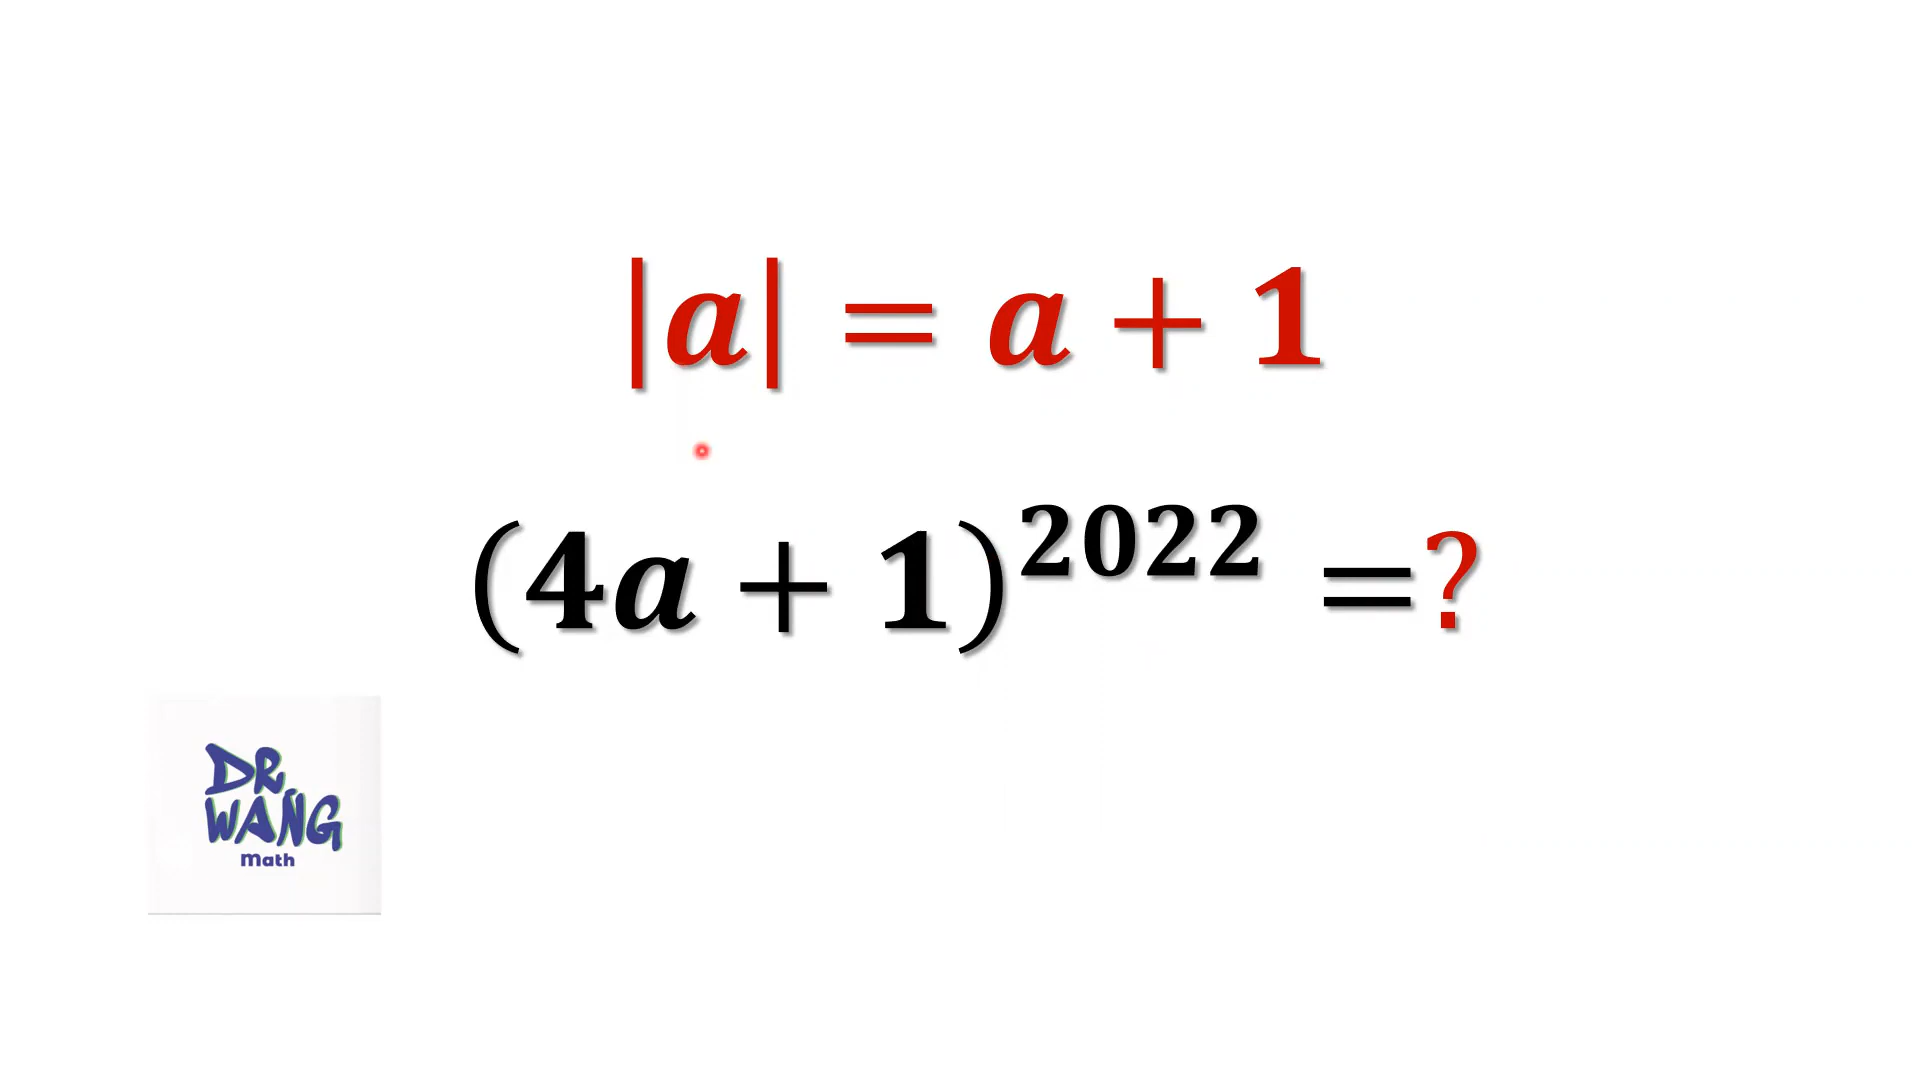 |a| = a + 1
(4a + 1)^2022 =?
DR
WANG
Math